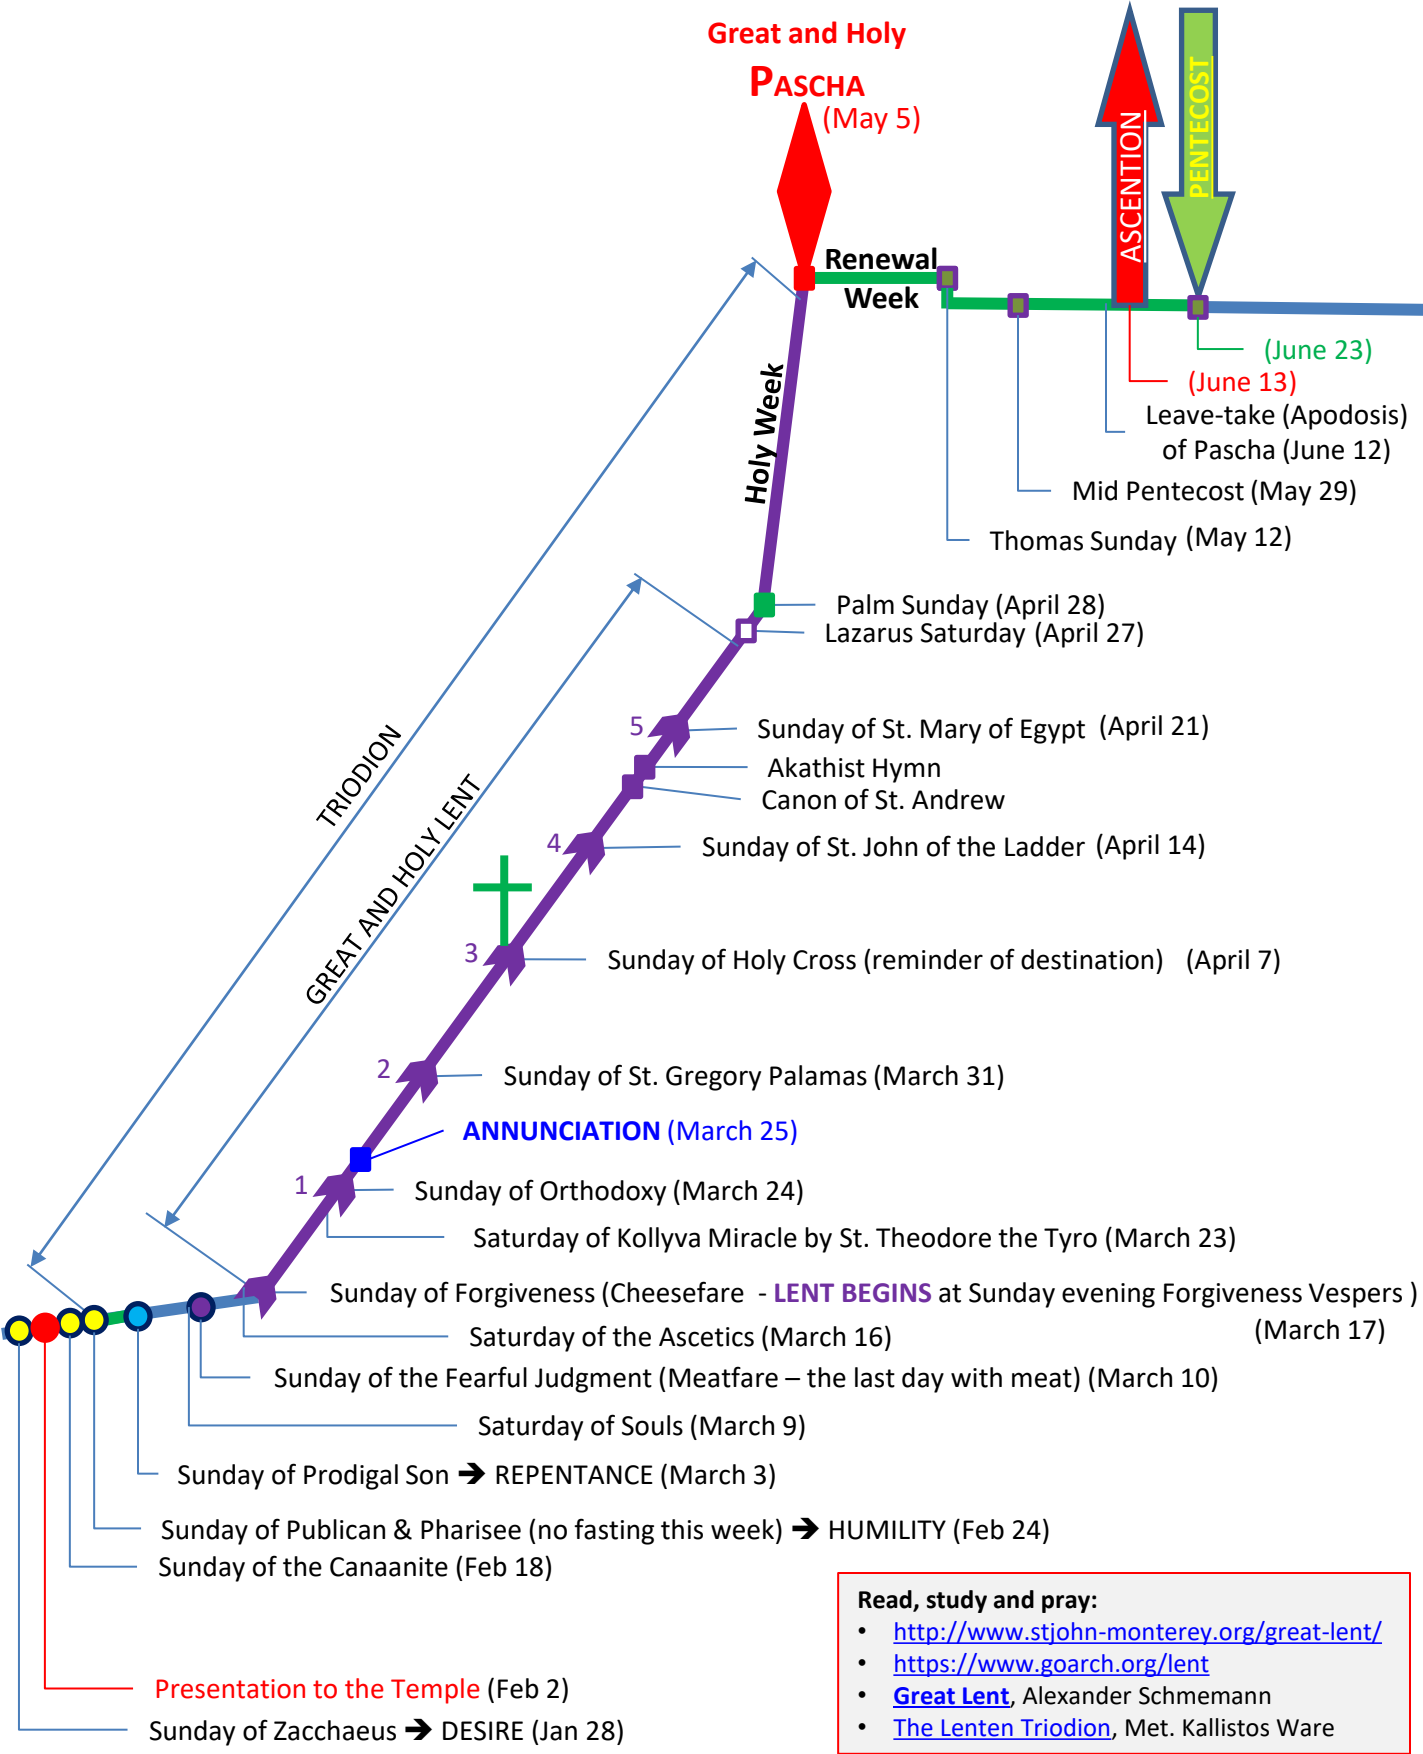 Great and Holy
PASCHA
(May 5)
ASCENTION
PENTECOST
Renewal
Week
(June 23)
(June 13)
Leave-take (Apodosis)
of Pascha (June 12)
Mid Pentecost (May 29)
Thomas Sunday (May 12)
Holy Week
Palm Sunday (April 28)
Lazarus Saturday (April 27)
TRIODION
GREAT AND HOLY LENT
5 Sunday of St. Mary of Egypt (April 21)
Akathist Hymn
Canon of St. Andrew
4 Sunday of St. John of the Ladder (April 14)
3 Sunday of Holy Cross (reminder of destination) (April 7)
2 Sunday of St. Gregory Palamas (March 31)
ANNUNCIATION (March 25)
1 Sunday of Orthodoxy (March 24)
Saturday of Kollyva Miracle by St. Theodore the Tyro (March 23)
Sunday of Forgiveness (Cheesefare - LENT BEGINS at Sunday evening Forgiveness Vespers )
(March 17)
Saturday of the Ascetics (March 16)
Sunday of the Fearful Judgment (Meatfare – the last day with meat) (March 10)
Saturday of Souls (March 9)
Sunday of Prodigal Son ➔ REPENTANCE (March 3)
Sunday of Publican & Pharisee (no fasting this week) ➔ HUMILITY (Feb 24)
Sunday of the Canaanite (Feb 18)
Presentation to the Temple (Feb 2)
Sunday of Zacchaeus ➔ DESIRE (Jan 28)
Read, study and pray:
• http://www.stjohn-monterey.org/great-lent/
• https://www.goarch.org/lent
• Great Lent, Alexander Schmemann
• The Lenten Triodion, Met. Kallistos Ware